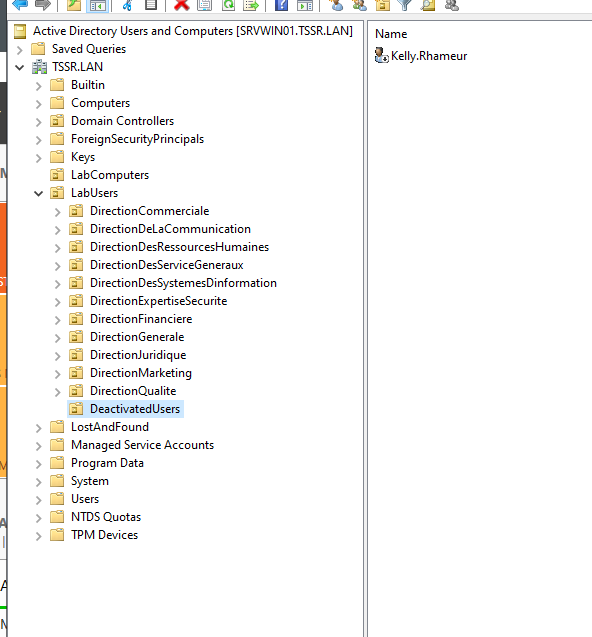 Active Directory Users and Computers [SRVWIN01.TSSR.LAN]
Saved Queries
TSSR.LAN
Builtin
Computers
Domain Controllers
ForeignSecurityPrincipals
Keys
LabComputers
LabUsers
DirectionCommerciale
DirectionDeLaCommunication
DirectionDesRessourcesHumaines
DirectionDesServiceGeneraux
DirectionDesSystemesDinformation
DirectionExpertiseSecurite
DirectionFinanciere
DirectionGenerale
DirectionJuridique
DirectionMarketing
DirectionQualite
DeactivatedUsers
LostAndFound
Managed Service Accounts
Program Data
System
Users
NTDS Quotas
TPM Devices
Name
Kelly.Rhameur